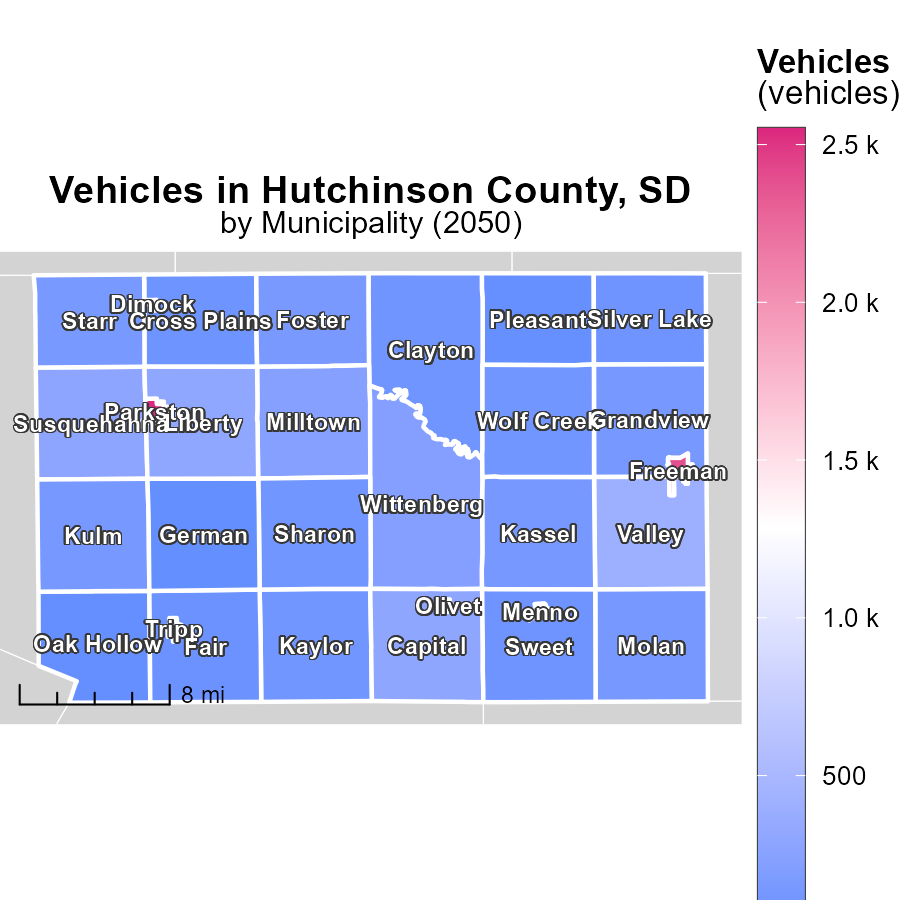 Vehicles
(vehicles)
2.5 k
2.0 k
1.5 k
1.0 k
500
Vehicles in Hutchinson County, SD
by Municipality (2050)
Dimock
Starr
Cross Plains
Foster
Pleasant
Silver Lake
Clayton
Parkston
Susquehanna
Liberty
Milltown
Wolf Creek
Grandview
Freeman
Wittenberg
Kulm
German
Sharon
Kassel
Valley
Olivet
Menno
Tripp
Oak Hollow
Fair
Kaylor
Capital
Sweet
Molan
8 mi